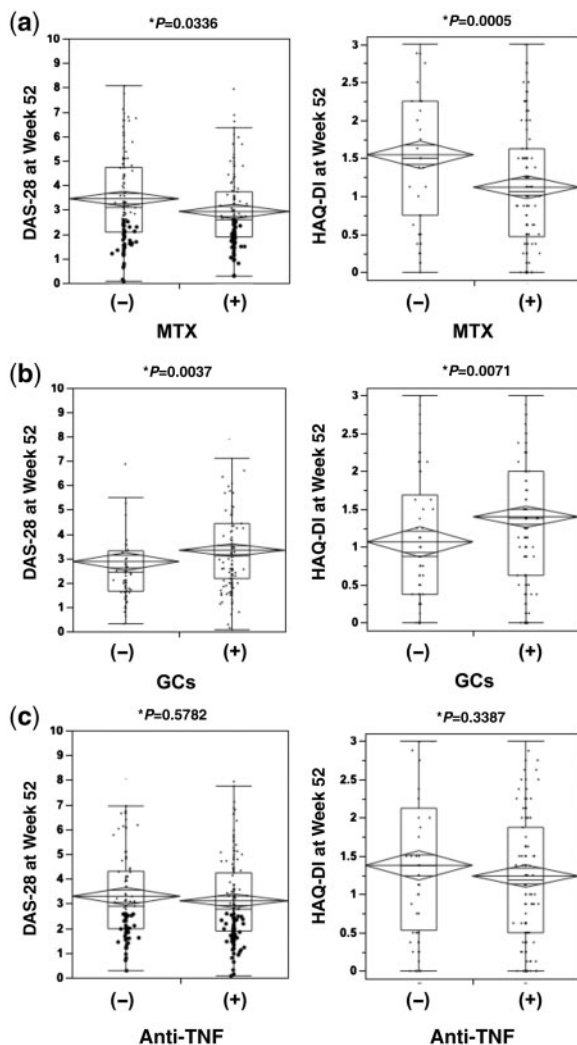 (a)
*P=0.0336
*P=0.0005
DAS-28 at Week 52
10
9
8
7
6
5
4
3
2
1
0
HAQ-DI at Week 52
3
2.5
2
1.5
1
0.5
0
(−) (+)
(−) (+)
MTX
MTX
(b)
*P=0.0037
*P=0.0071
DAS-28 at Week 52
10
9
8
7
6
5
4
3
2
1
0
HAQ-DI at Week 52
3
2.5
2
1.5
1
0.5
0
(−) (+)
(−) (+)
GCs
GCs
(c)
*P=0.5782
*P=0.3387
DAS-28 at Week 52
10
9
8
7
6
5
4
3
2
1
0
HAQ-DI at Week 52
3
2.5
2
1.5
1
0.5
0
(−) (+)
(−) (+)
Anti-TNF
Anti-TNF